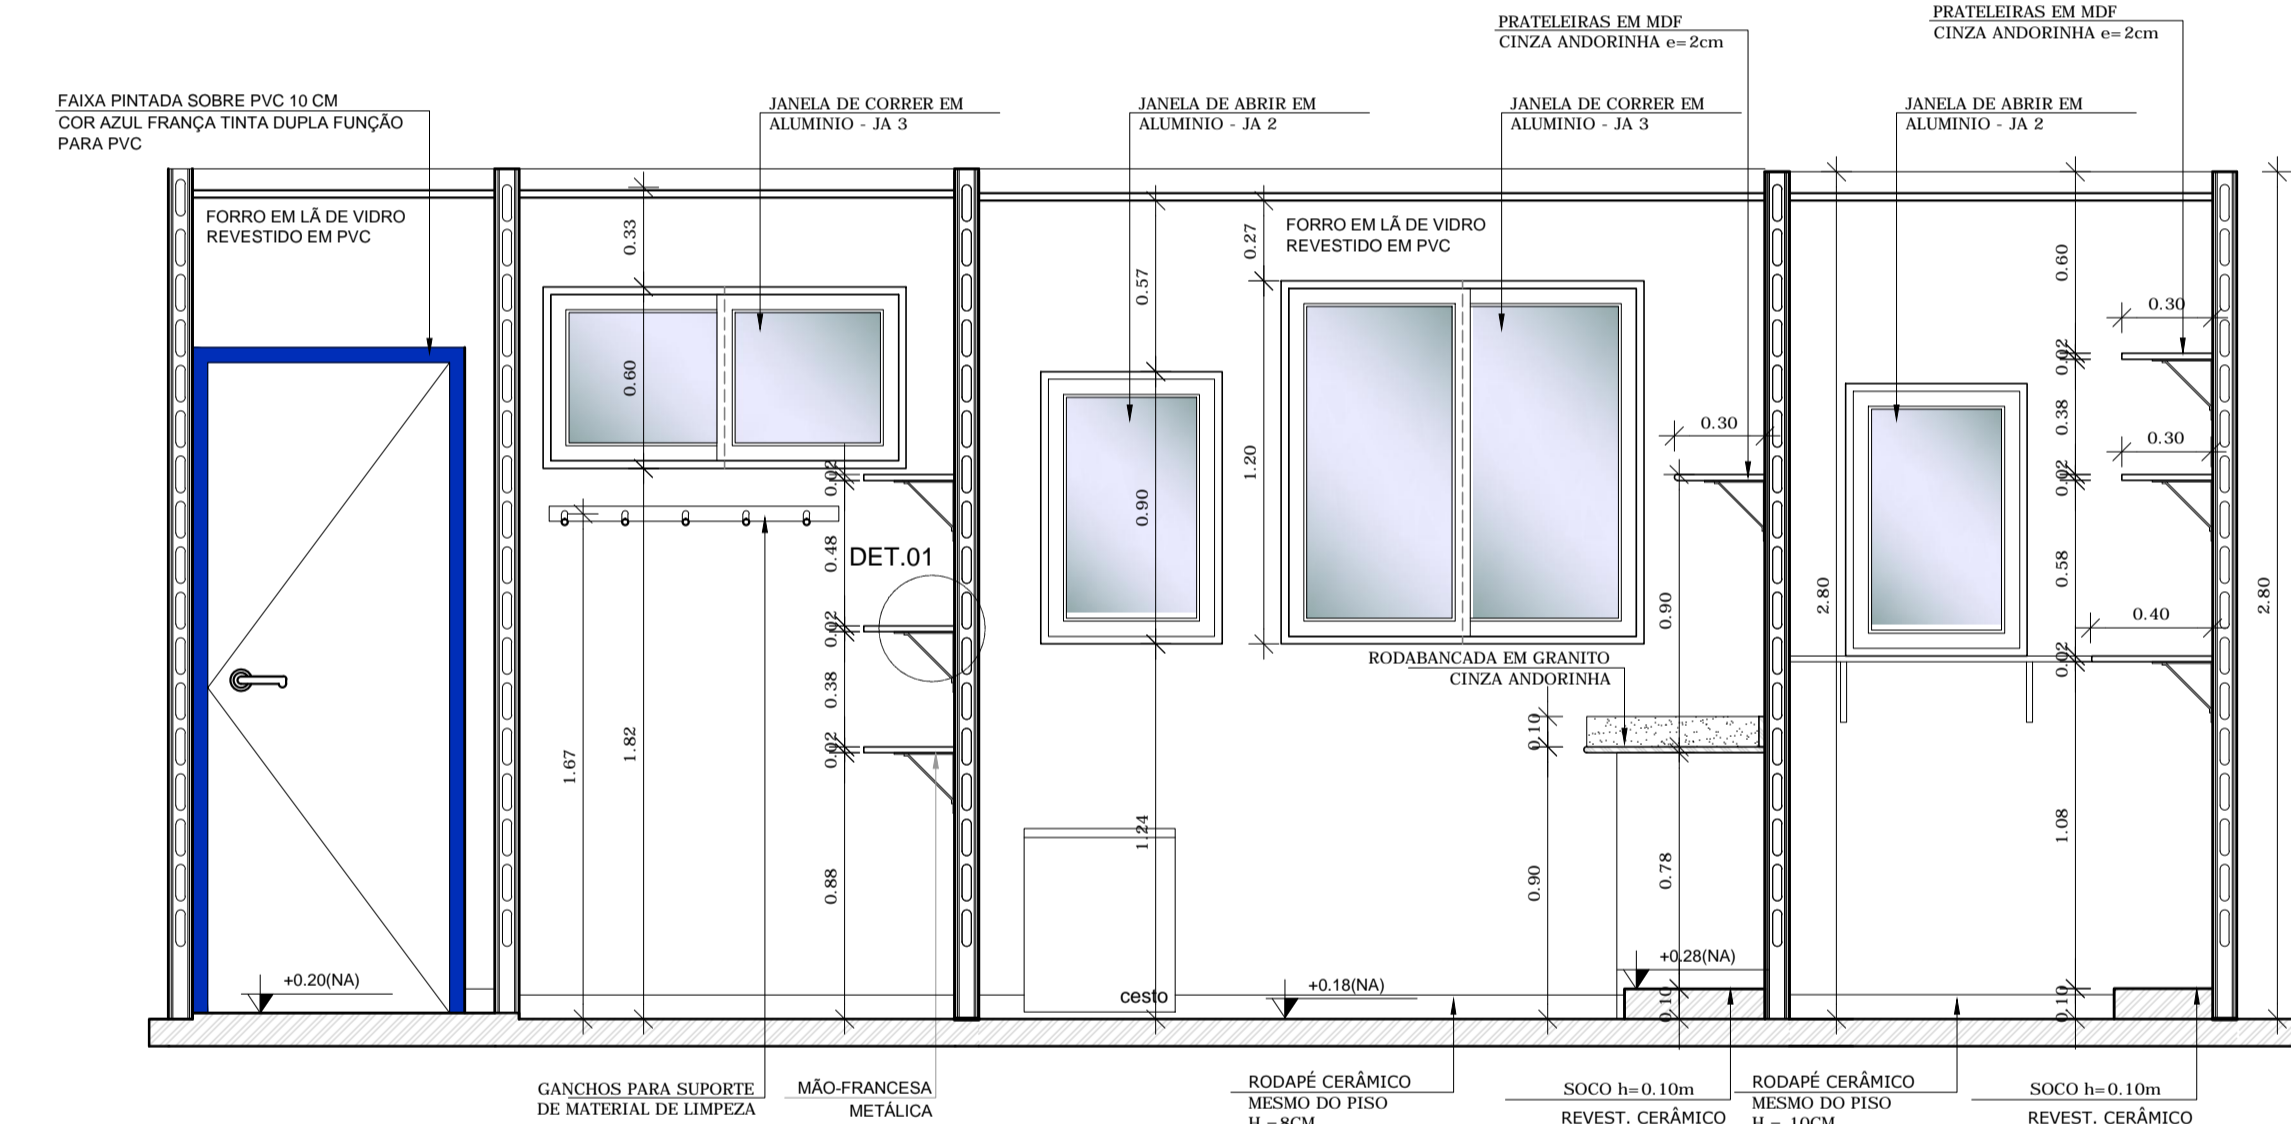 PRATELEIRAS EM MDF
CINZA ANDORINHA e=2cm
PRATELEIRAS EM MDF
CINZA ANDORINHA e=2cm
FAIXA PINTADA SOBRE PVC 10 CM
COR AZUL FRANÇA TINTA DUPLA FUNÇÃO
PARA PVC
JANELA DE CORRER EM
ALUMINIO - JA 3
JANELA DE ABRIR EM
ALUMINIO - JA 2
JANELA DE CORRER EM
ALUMINIO - JA 3
JANELA DE ABRIR EM
ALUMINIO - JA 2
FORRO EM LÃ DE VIDRO
REVESTIDO EM PVC
0.33
0.60
1.82
1.67
0.02
0.48
0.02
0.38
0.02
0.88
DET.01
0.57
0.90
1.24
0.27
1.20
FORRO EM LÃ DE VIDRO
REVESTIDO EM PVC
0.30
0.90
RODABANCADA EM GRANITO
CINZA ANDORINHA
0.10
0.90
0.78
0.10
2.80
0.60
0.30
0.02
0.38
0.30
0.02
0.58
0.40
0.02
1.08
0.10
2.80
+0.20(NA)
cesto
+0.18(NA)
+0.28(NA)
GANCHOS PARA SUPORTE
DE MATERIAL DE LIMPEZA
MÃO-FRANCESA
METÁLICA
RODAPÉ CERÂMICO
MESMO DO PISO
H =8CM
SOCO h=0.10m
REVEST. CERÂMICO
RODAPÉ CERÂMICO
MESMO DO PISO
H = 10CM
SOCO h=0.10m
REVEST. CERÂMICO